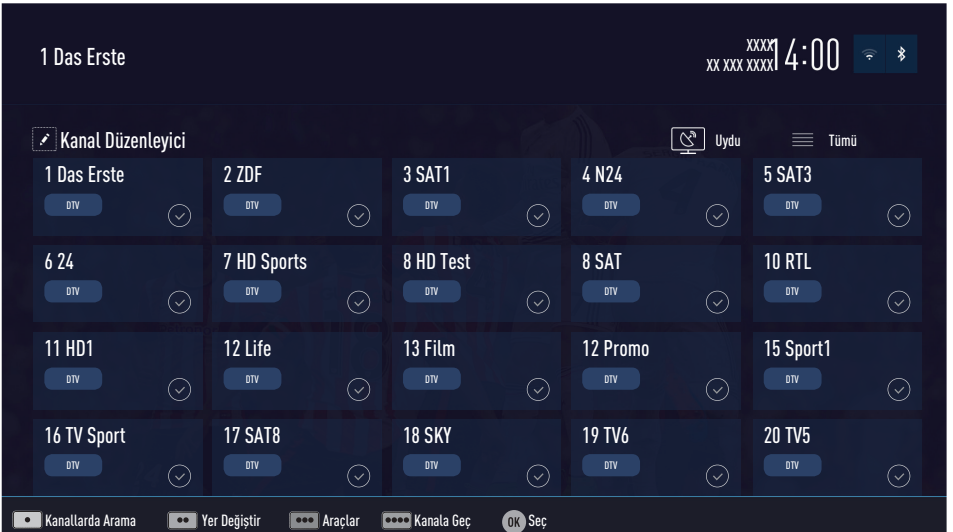 1 Das Erste
XXXX
XX XXX XXXX 14:00
Kanal Düzenleyici Uydu Tümü
1 Das Erste 2 ZDF 3 SAT1 4 N24 5 SAT3
DTV DTV DTV DTV DTV
6 24 7 HD Sports 8 HD Test 8 SAT 10 RTL
DTV DTV DTV DTV DTV
11 HD1 12 Life 13 Film 12 Promo 15 Sport1
DTV DTV DTV DTV DTV
16 TV Sport 17 SAT8 18 SKY 19 TV6 20 TV5
DTV DTV DTV DTV DTV
Kanallarda Arama Yer Değiştir Araçlar Kanala Geç OK Seç